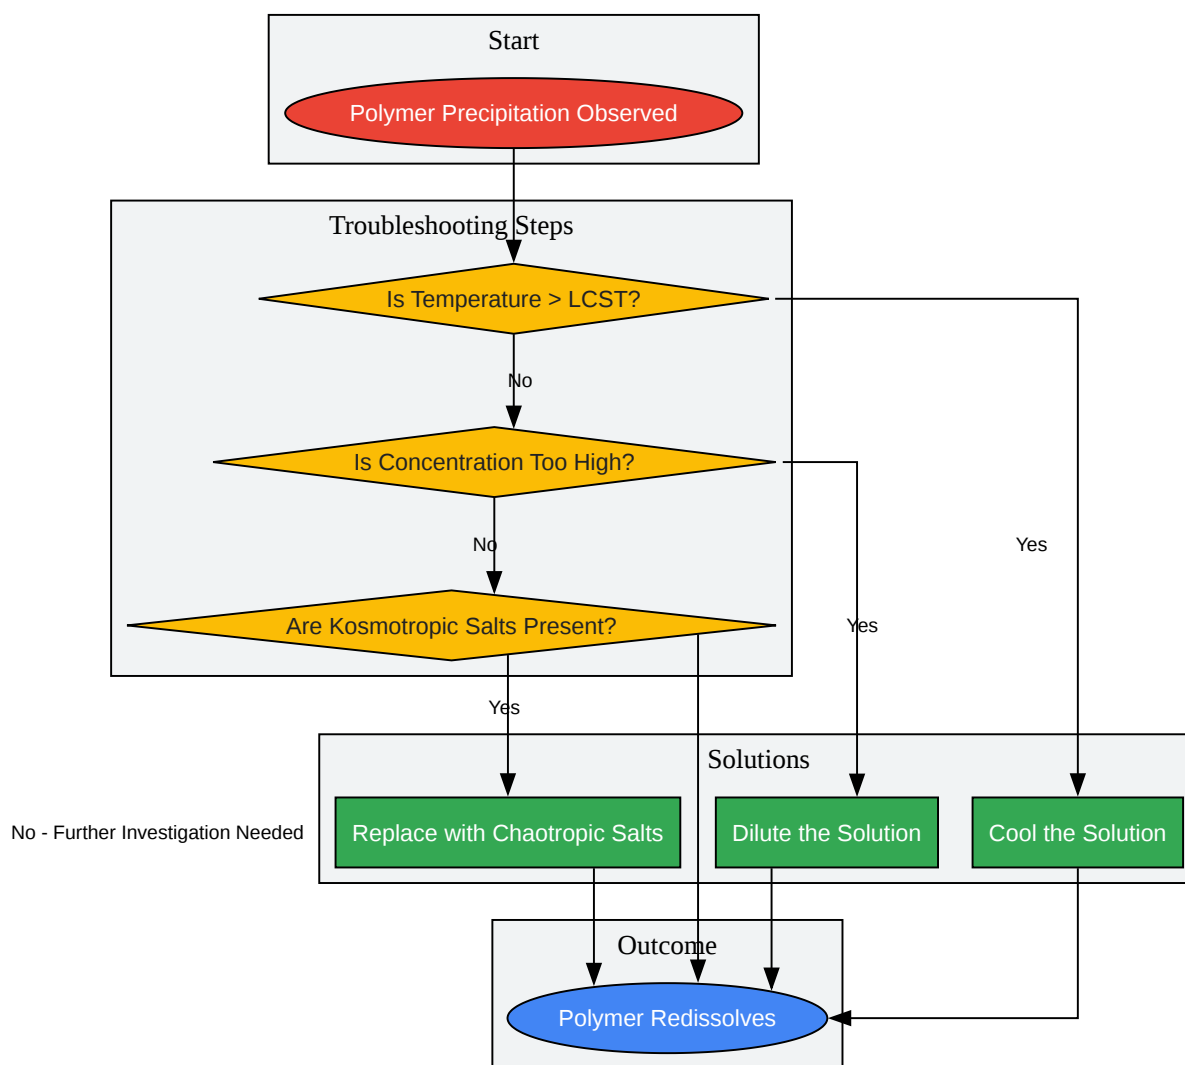 Start
Polymer Precipitation Observed
Troubleshooting Steps
Is Temperature > LCST?
No
Is Concentration Too High?
No
Yes
Are Kosmotropic Salts Present?
Yes
Yes
Solutions
No - Further Investigation Needed
Replace with Chaotropic Salts
Dilute the Solution
Cool the Solution
Outcome
Polymer Redissolves